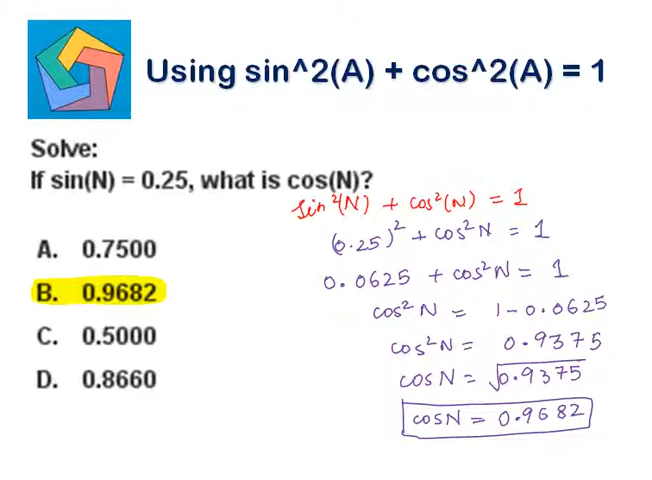 Using sin^2(A) + cos^2(A) = 1
Solve:
If sin(N) = 0.25, what is cos(N)?
A. 0.7500
B. 0.9682
C. 0.5000
D. 0.8660
sin²(N) + cos²(N) = 1
(0.25)² + cos²N = 1
0.0625 + cos²N = 1
cos²N = 1 - 0.0625
cos²N = 0.9375
cosN = √0.9375
cosN = 0.9682